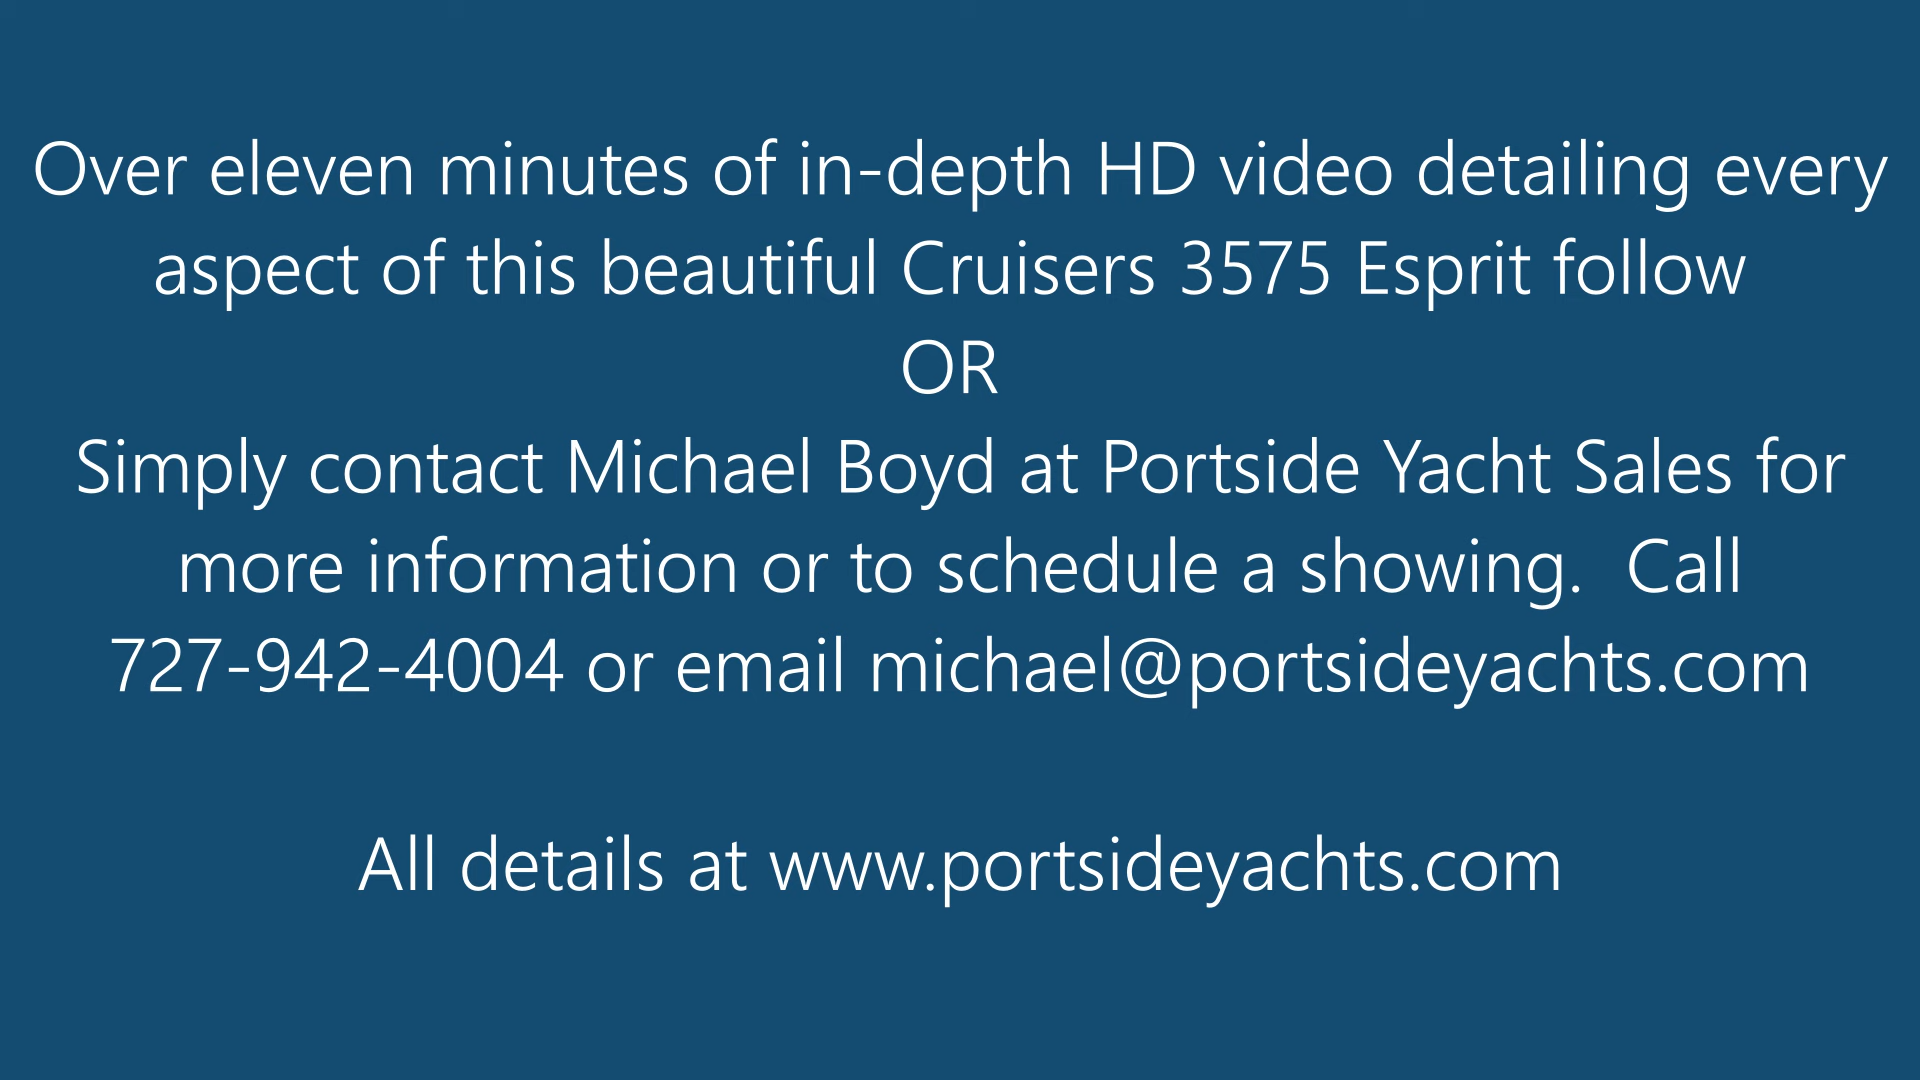 Over eleven minutes of in-depth HD video detailing every
aspect of this beautiful Cruisers 3575 Esprit follow
OR
Simply contact Michael Boyd at Portside Yacht Sales for
more information or to schedule a showing.  Call
727-942-4004 or email michael@portsideyachts.com
All details at www.portsideyachts.com